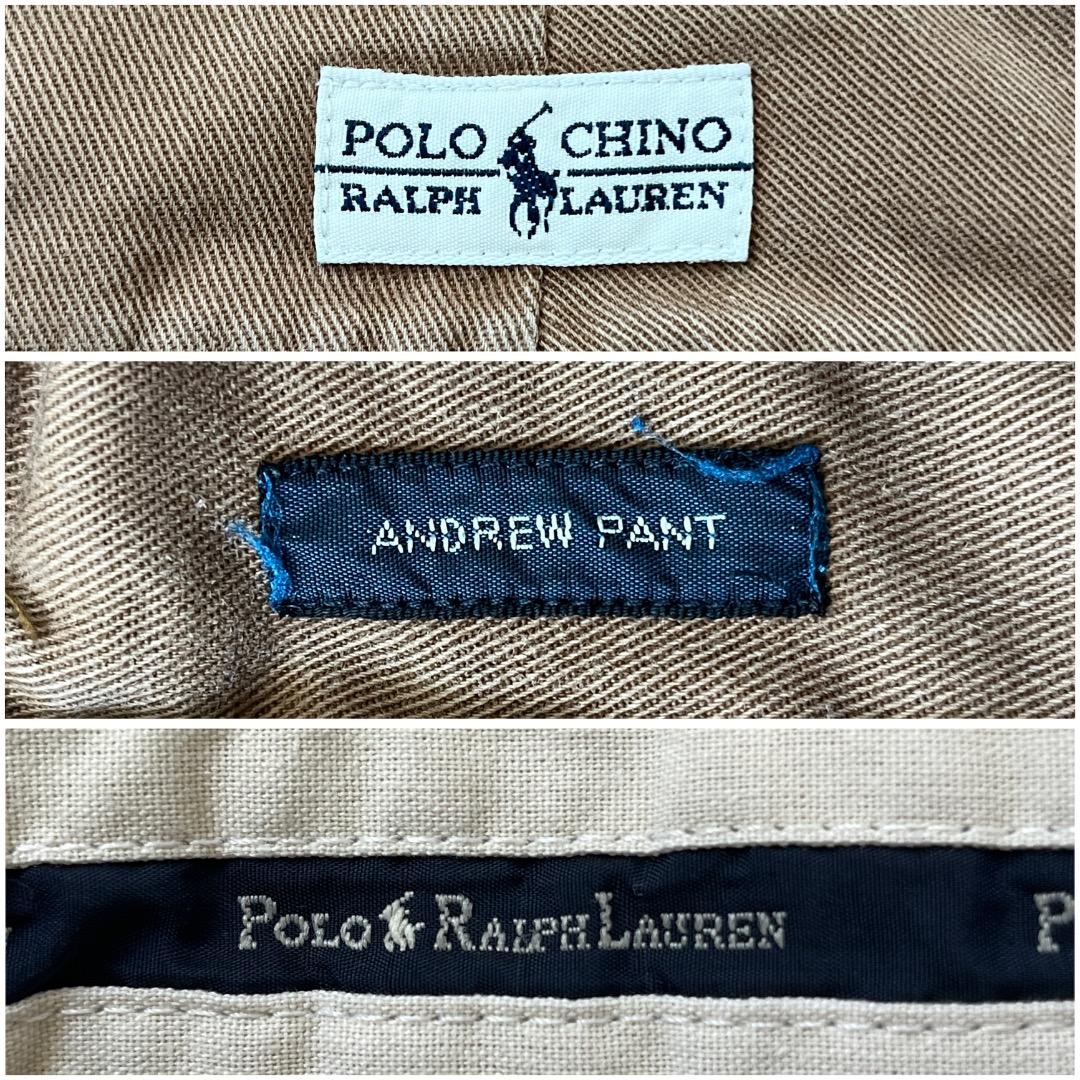 POLO CHINO
RALPH LAUREN
ANDREW PANT
POLO RALPH LAUREN P